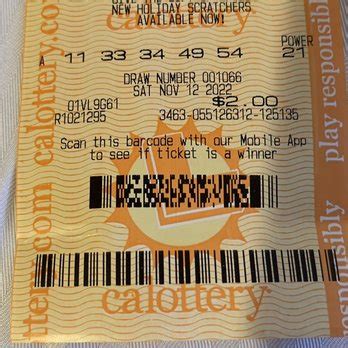 NEW HOLIDAY SCRATCHERS
AVAILABLE NOW!
POWER
A 11 33 34 49 54 21
DRAW NUMBER 001066
SAT NOV 12 2022
01VL9G61 $2.00
R1021295 3463-055126312-125135
Scan this barcode with our Mobile App
to see if ticket is a winner
calottery
calottery.com
play responsibly